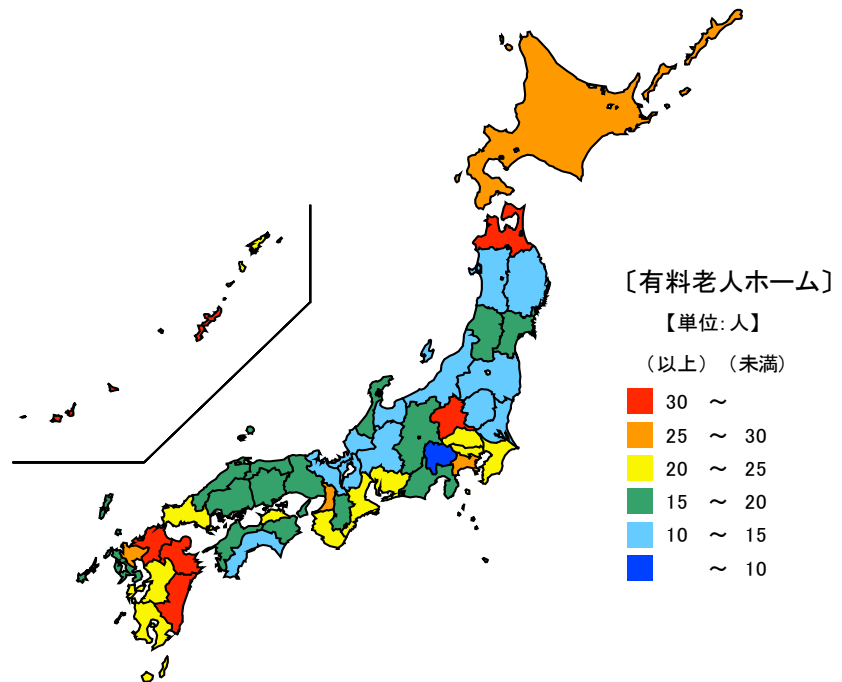 〔有料老人ホーム〕
【単位:人】
(以上) (未満)
30 ~
25 ~ 30
20 ~ 25
15 ~ 20
10 ~ 15
~ 10